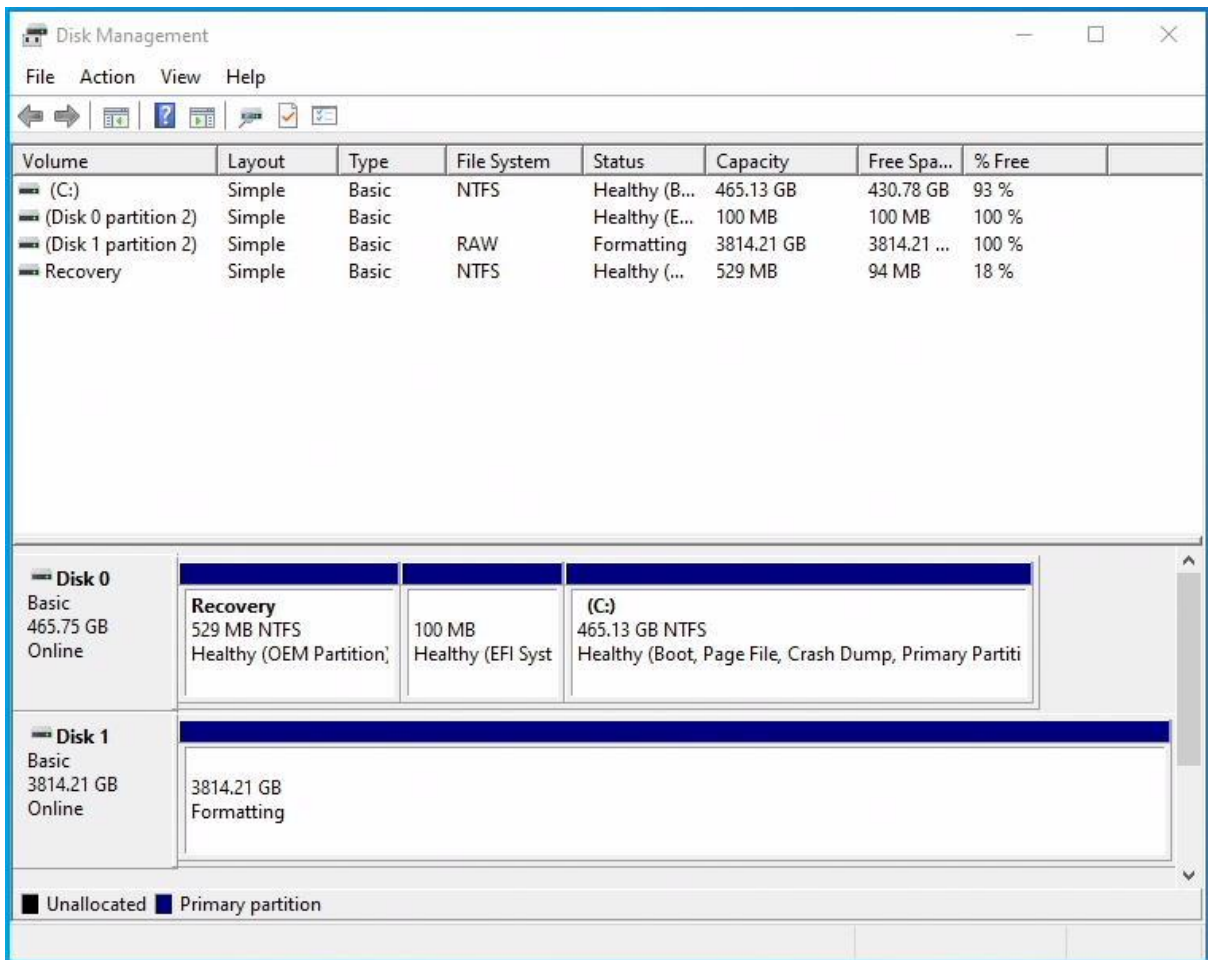 Disk Management
File Action View Help
Volume Layout Type File System Status Capacity Free Spa... % Free
(C:) Simple Basic NTFS Healthy (B... 465.13 GB 430.78 GB 93 %
(Disk 0 partition 2) Simple Basic Healthy (E... 100 MB 100 MB 100 %
(Disk 1 partition 2) Simple Basic RAW Formatting 3814.21 GB 3814.21 ... 100 %
Recovery Simple Basic NTFS Healthy (... 529 MB 94 MB 18 %
Disk 0
Basic
465.75 GB
Online
Recovery
529 MB NTFS
Healthy (OEM Partition)
100 MB
Healthy (EFI Syst
(C:)
465.13 GB NTFS
Healthy (Boot, Page File, Crash Dump, Primary Partiti
Disk 1
Basic
3814.21 GB
Online
3814.21 GB
Formatting
Unallocated Primary partition